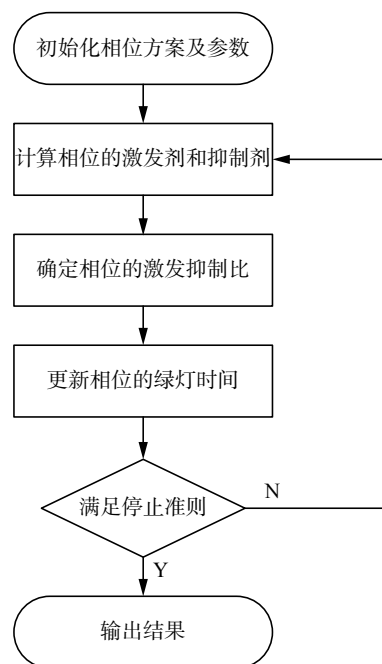 初始化相位方案及参数
计算相位的激发剂和抑制剂
确定相位的激发抑制比
更新相位的绿灯时间
满足停止准则
N
Y
输出结果